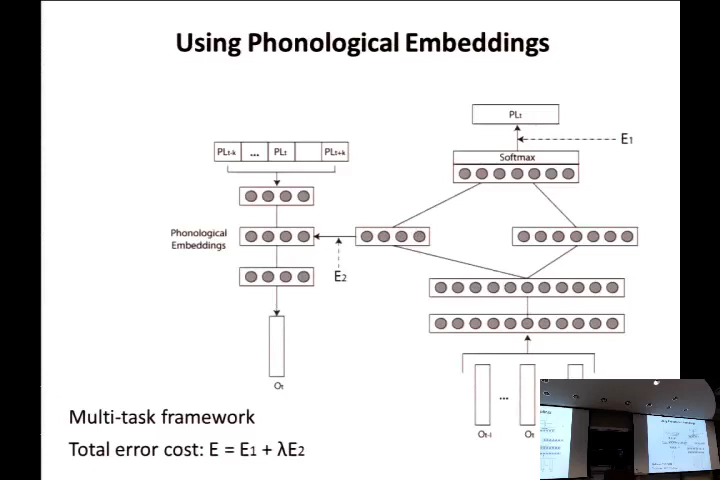 Using Phonological Embeddings
PLt
E1
Softmax
PLt-k ... PLt PLt+k
Phonological
Embeddings
E2
Ot
...
Ot-l Ot
Multi-task framework
Total error cost: E = E1 + λE2